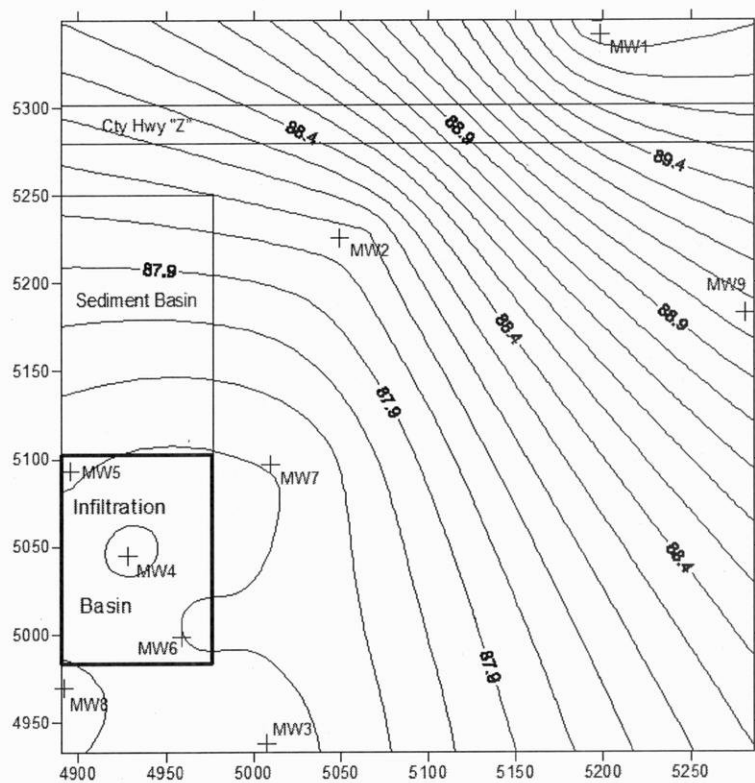 MW1
5300
Cty Hwy "Z"
88.4
88.9
89.4
5250
MW2
87.9
MW9
5200
Sediment Basin
88.9
88.4
5150
87.9
5100
MW5
MW7
Infiltration
5050
MW4
88.4
Basin
5000
MW6
87.9
MW8
MW3
4950
4900 4950 5000 5050 5100 5150 5200 5250